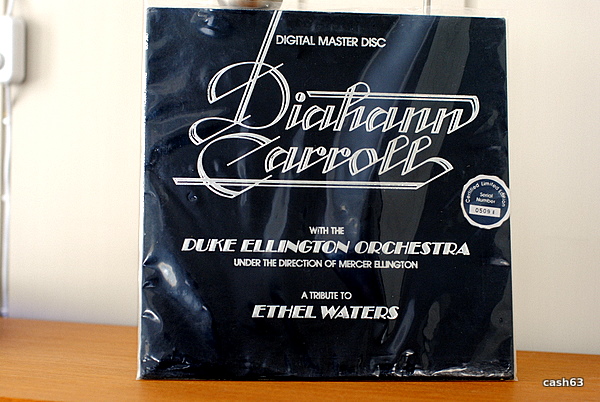 DIGITAL MASTER DISC
Diahann
Carroll
Certified Limited Edition
Serial
Number
WITH THE
DUKE ELLINGTON ORCHESTRA
UNDER THE DIRECTION OF MERCER ELLINGTON
A TRIBUTE TO
ETHEL WATERS
cash63